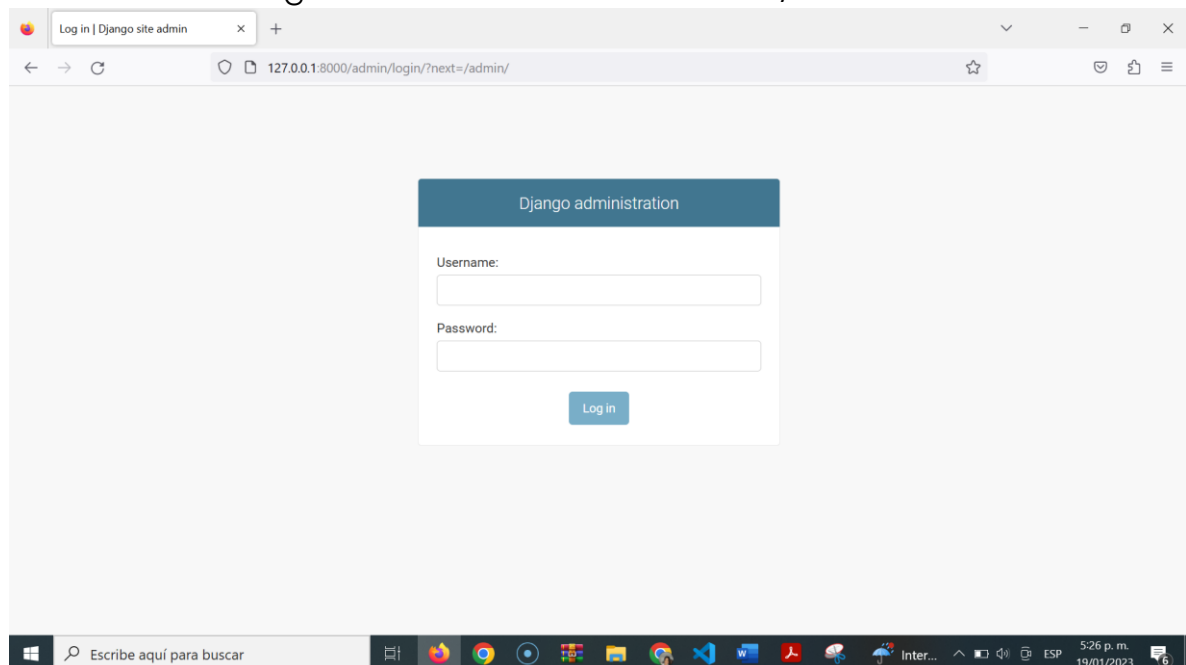 Log in | Django site admin
127.0.0.1:8000/admin/login/?next=/admin/
Django administration
Username:
Password:
Log in
Escribe aquí para buscar
Inter...
ESP
5:26 p. m.
19/01/2023
6